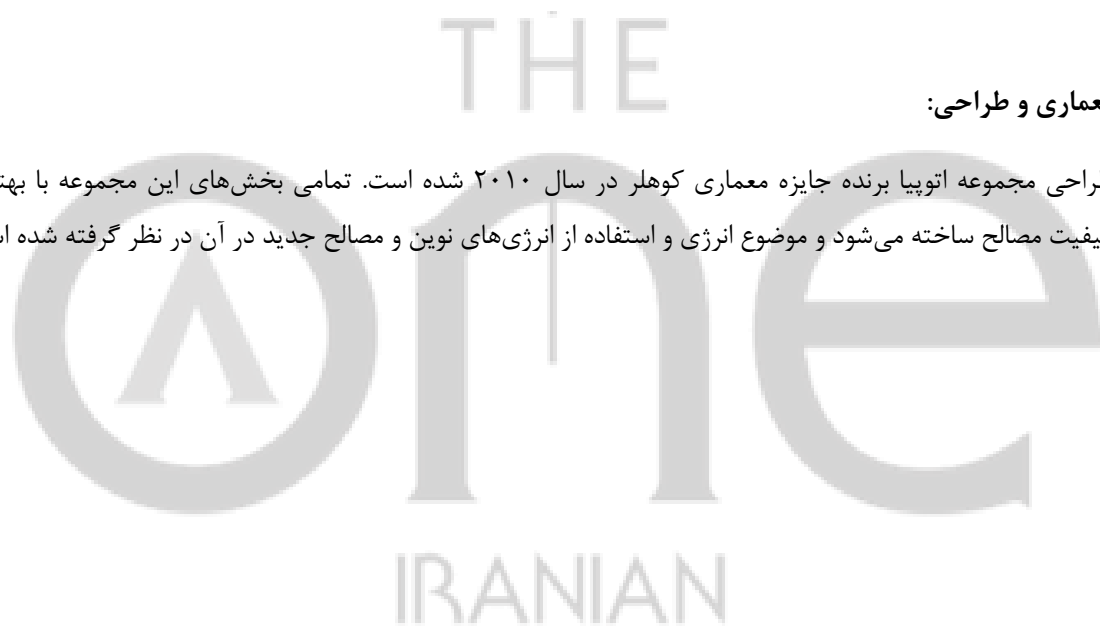 THE
عماری و طراحی:
راحی مجموعه اتوپیا برنده جایزه معماری کوهلر در سال ۲۰۱۰ شده است. تمامی بخش‌های این مجموعه با بهت
یفیت مصالح ساخته می‌شود و موضوع انرژی و استفاده از انرژی‌های نوین و مصالح جدید در آن در نظر گرفته شده اس
one
IRANIAN